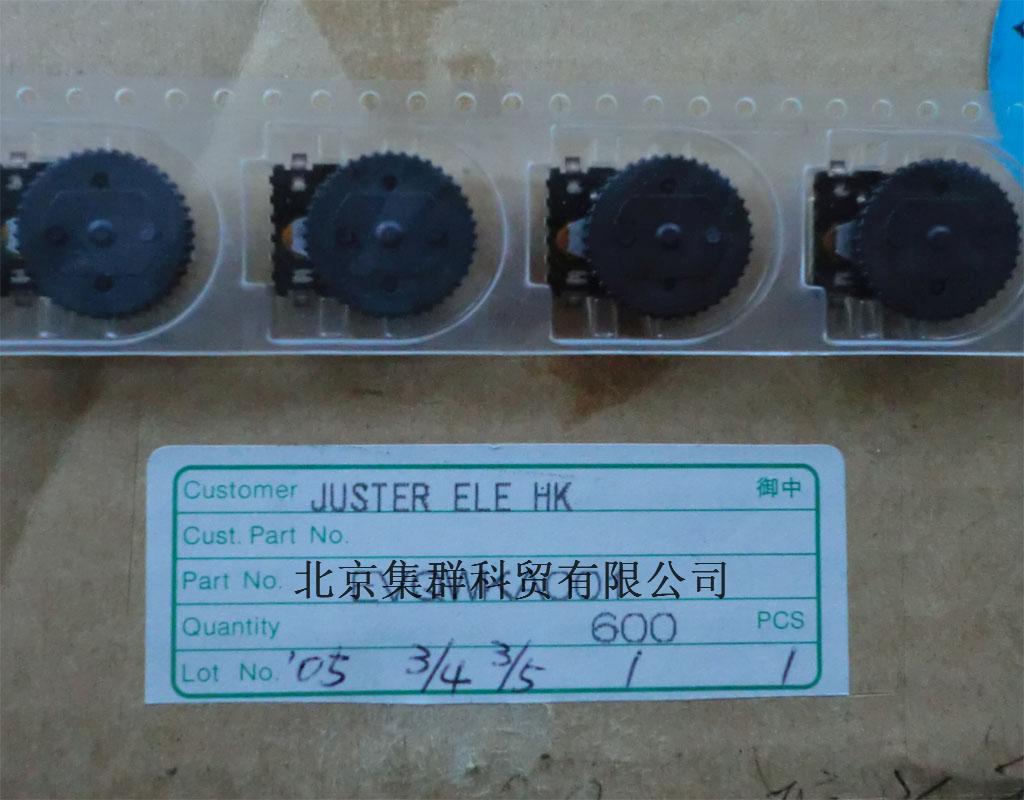 Customer JUSTER ELE HK 御中
Cust. Part No.
Part No.
北京集群科贸有限公司
Quantity 600 PCS
Lot No. '05 3/4 3/5 1 1